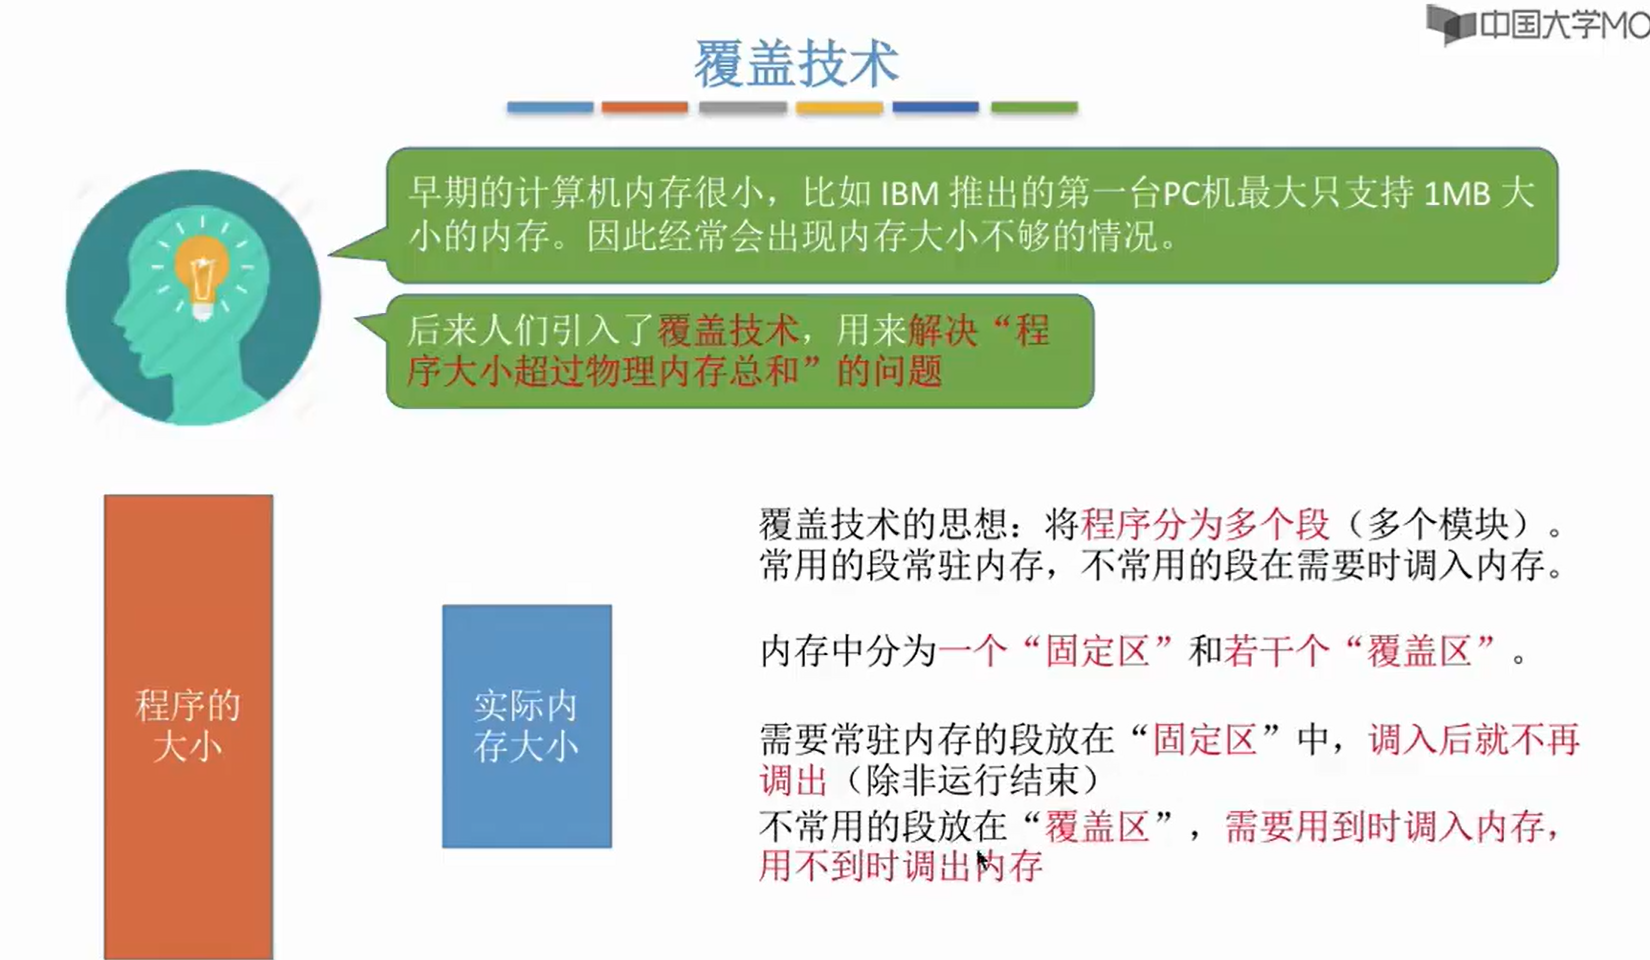 中国大学MO
覆盖技术
早期的计算机内存很小，比如 IBM 推出的第一台PC机最大只支持 1MB 大
小的内存。因此经常会出现内存大小不够的情况。
后来人们引入了覆盖技术，用来解决“程
序大小超过物理内存总和”的问题
程序的
大小
实际内
存大小
覆盖技术的思想：将程序分为多个段（多个模块）。
常用的段常驻内存，不常用的段在需要时调入内存。
内存中分为一个“固定区”和若干个“覆盖区”。
需要常驻内存的段放在“固定区”中，调入后就不再
调出（除非运行结束）
不常用的段放在“覆盖区”，需要用到时调入内存，
用不到时调出内存